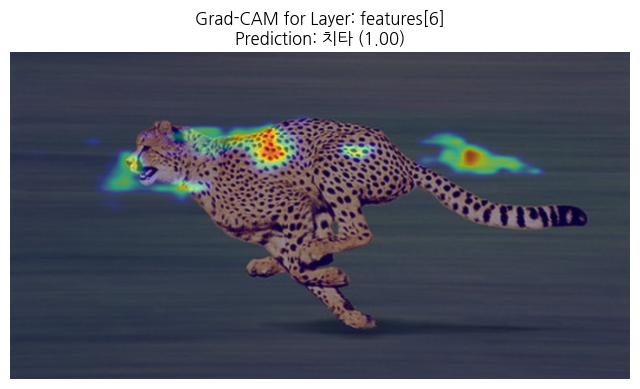 Grad-CAM for Layer: features[6]
Prediction: 치타 (1.00)